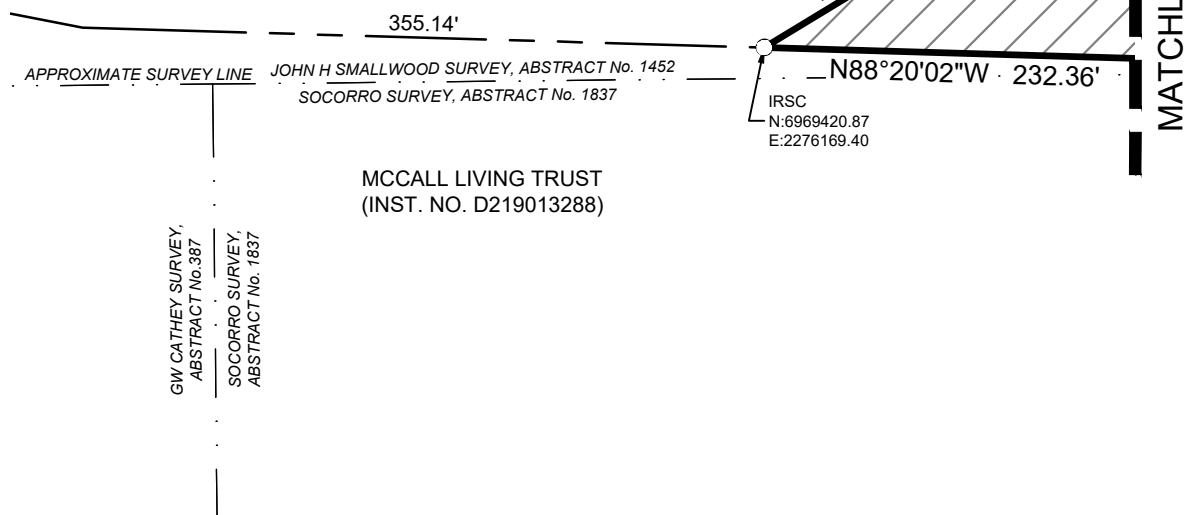 355.14'
APPROXIMATE SURVEY LINE
JOHN H SMALLWOOD SURVEY, ABSTRACT No. 1452
SOCORRO SURVEY, ABSTRACT No. 1837
N88°20'02"W
232.36'
IRSC
N:6969420.87
E:2276169.40
MCCALL LIVING TRUST
(INST. NO. D219013288)
GW CATHEY SURVEY,
ABSTRACT No.387
SOCORRO SURVEY,
ABSTRACT No. 1837
MATCHL